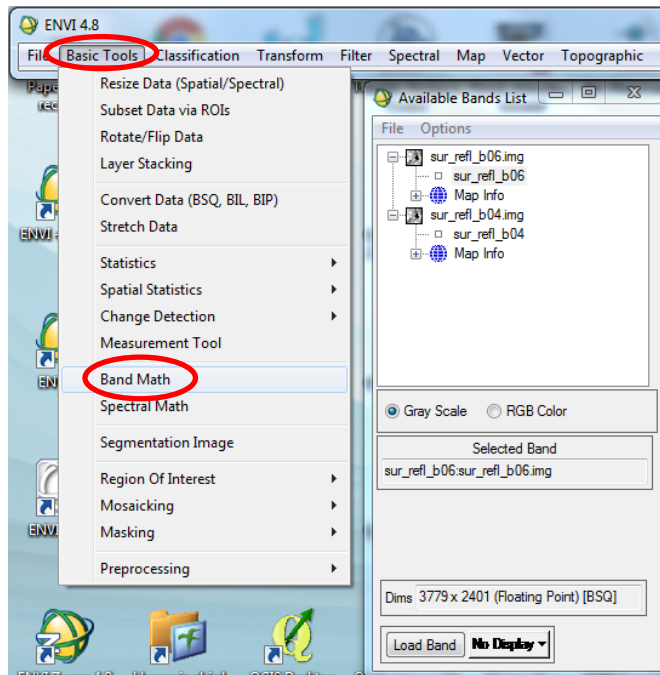 ENVI 4.8
File Basic Tools Classification Transform Filter Spectral Map Vector Topographic
Resize Data (Spatial/Spectral)
Subset Data via ROIs
Rotate/Flip Data
Layer Stacking
Convert Data (BSQ, BIL, BIP)
Stretch Data
Statistics
Spatial Statistics
Change Detection
Measurement Tool
Band Math
Spectral Math
Segmentation Image
Region Of Interest
Mosaicking
Masking
Preprocessing
Available Bands List
File Options
sur_refl_b06.img
sur_refl_b06
Map Info
sur_refl_b04.img
sur_refl_b04
Map Info
Gray Scale RGB Color
Selected Band
sur_refl_b06:sur_refl_b06.img
Dims 3779 x 2401 (Floating Point) [BSQ]
Load Band No Display